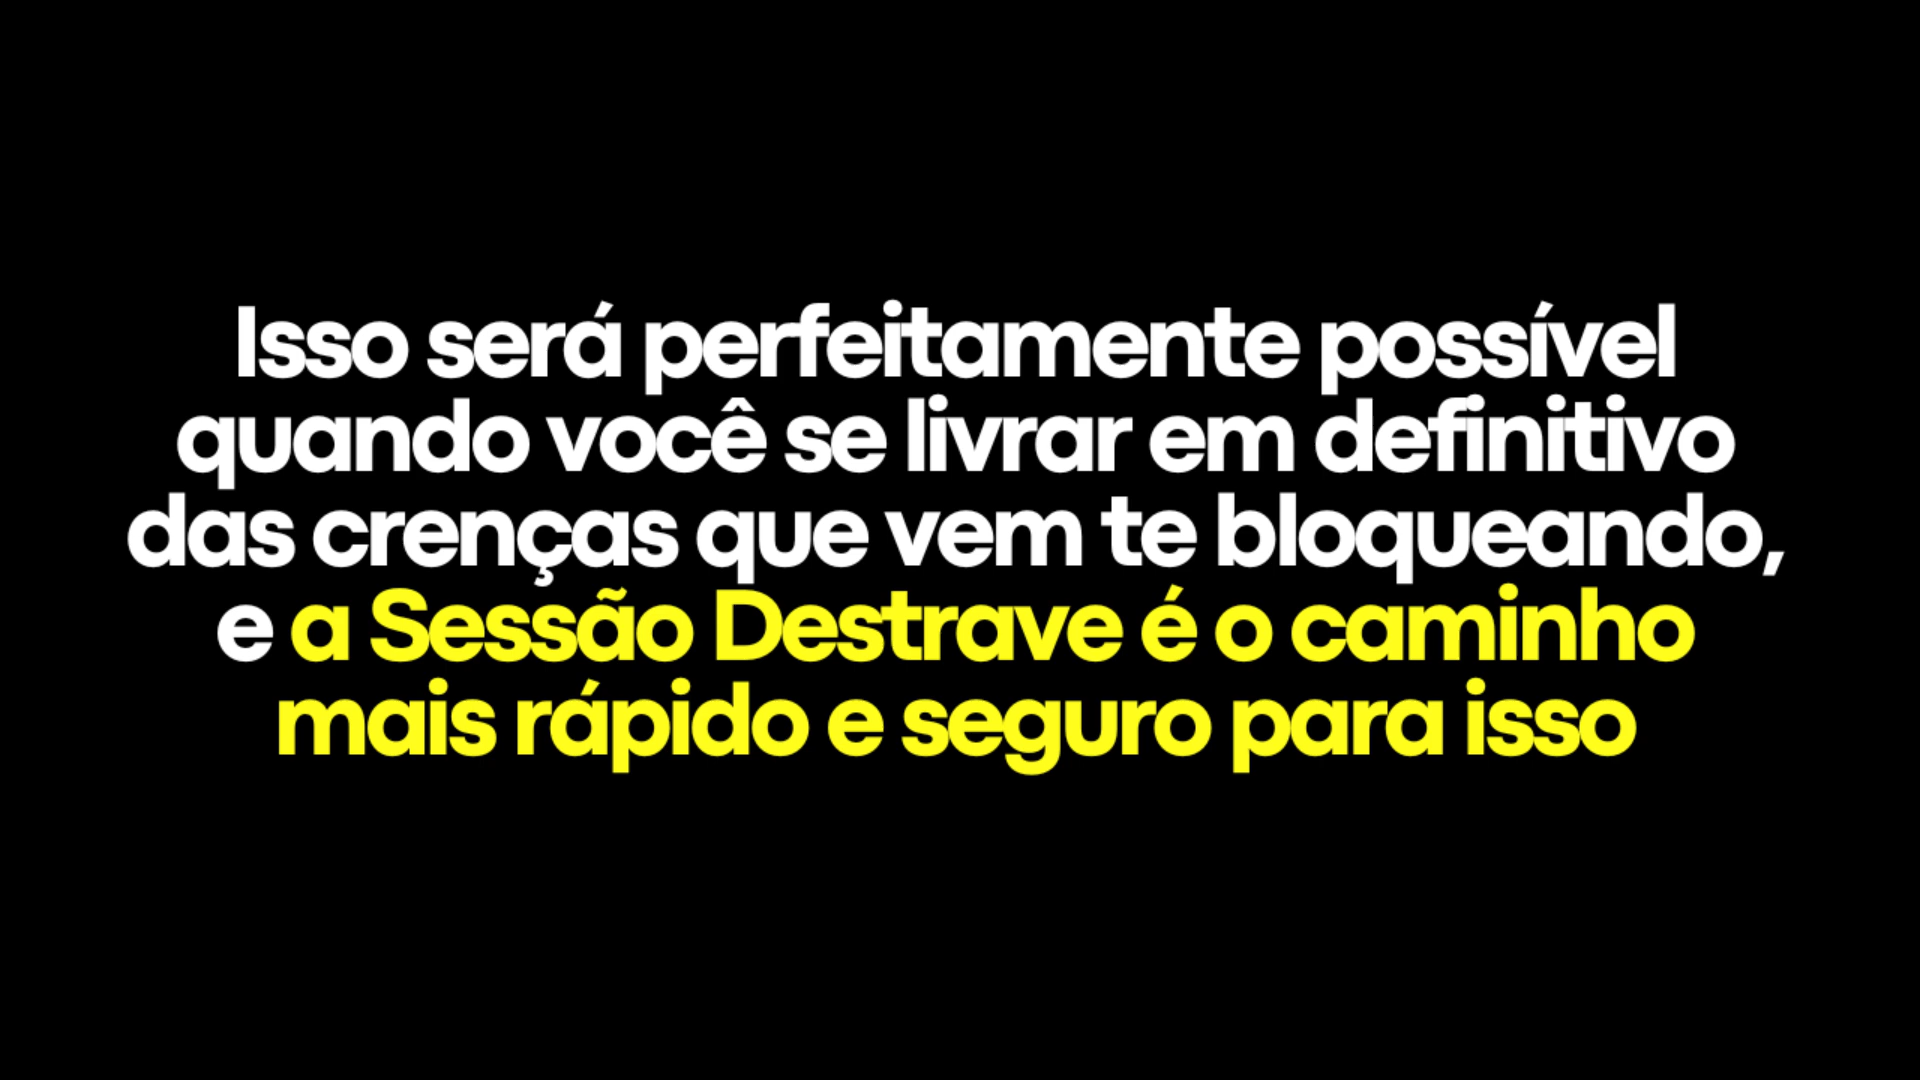 Isso será perfeitamente possível
quando você se livrar em definitivo
das crenças que vem te bloqueando,
e a Sessão Destrave é o caminho
mais rápido e seguro para isso